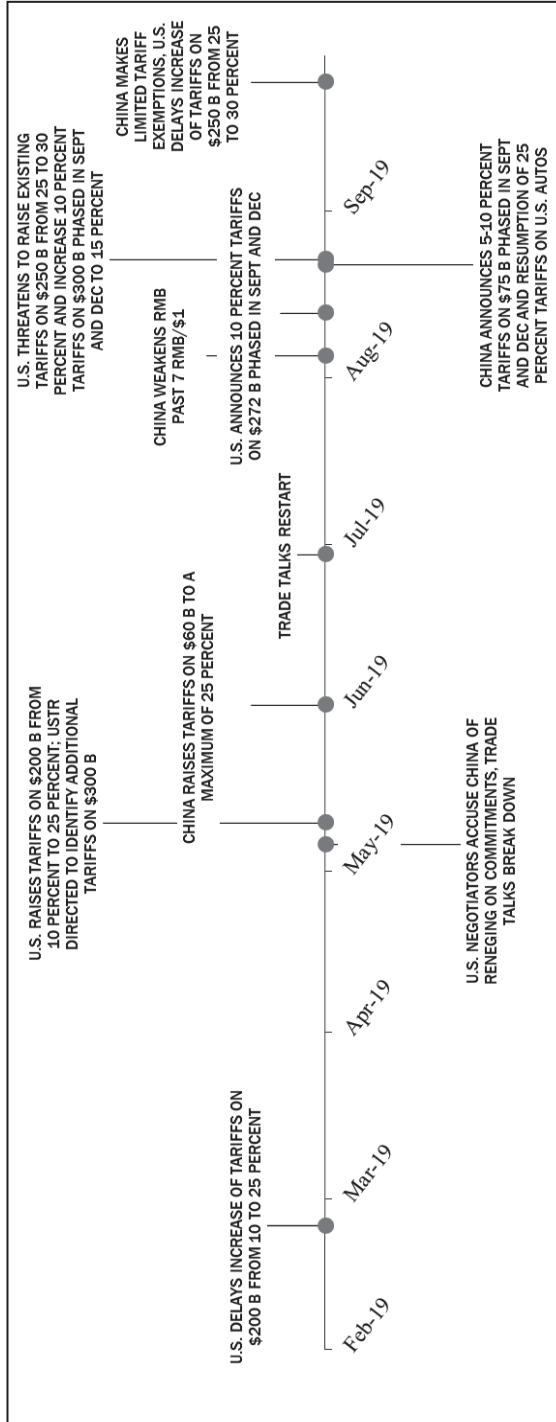 U.S. DELAYS INCREASE OF TARIFFS ON
$200 B FROM 10 TO 25 PERCENT
U.S. RAISES TARIFFS ON $200 B FROM
10 PERCENT TO 25 PERCENT; USTR
DIRECTED TO IDENTIFY ADDITIONAL
TARIFFS ON $300 B
CHINA RAISES TARIFFS ON $60 B TO A
MAXIMUM OF 25 PERCENT
TRADE TALKS RESTART
U.S. THREATENS TO RAISE EXISTING
TARIFFS ON $250 B FROM 25 TO 30
PERCENT AND INCREASE 10 PERCENT
TARIFFS ON $300 B PHASED IN SEPT
AND DEC TO 15 PERCENT
CHINA WEAKENS RMB
PAST 7 RMB/$1
U.S. ANNOUNCES 10 PERCENT TARIFFS
ON $272 B PHASED IN SEPT AND DEC
CHINA MAKES
LIMITED TARIFF
EXEMPTIONS, U.S.
DELAYS INCREASE
OF TARIFFS ON
$250 B FROM 25
TO 30 PERCENT
Feb-19
Mar-19
Apr-19
May-19
Jun-19
Jul-19
Aug-19
Sep-19
U.S. NEGOTIATORS ACCUSE CHINA OF
RENEGING ON COMMITMENTS, TRADE
TALKS BREAK DOWN
CHINA ANNOUNCES 5-10 PERCENT
TARIFFS ON $75 B PHASED IN SEPT
AND DEC AND RESUMPTION OF 25
PERCENT TARIFFS ON U.S. AUTOS